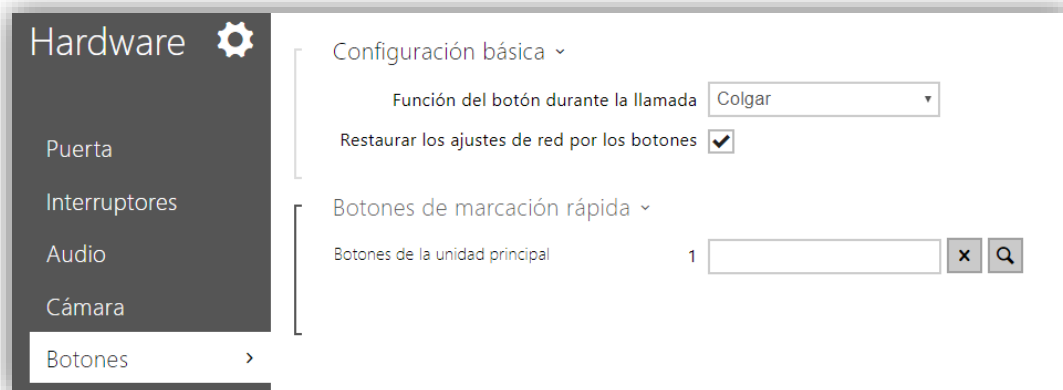 Hardware
Puerta
Interruptores
Audio
Cámara
Botones
Configuración básica
Función del botón durante la llamada Colgar
Restaurar los ajustes de red por los botones
Botones de marcación rápida
Botones de la unidad principal 1